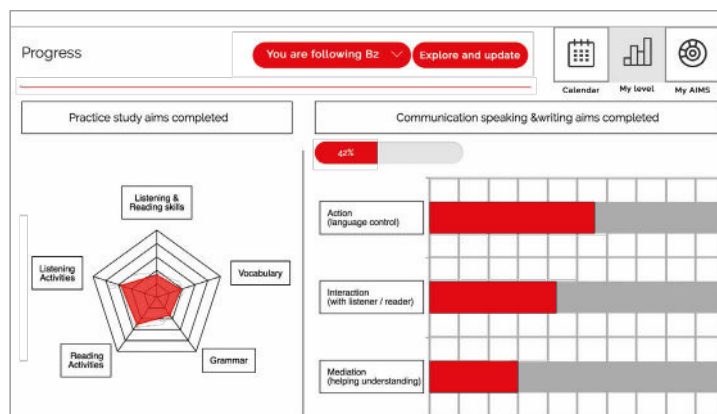 Progress
You are following B2
Explore and update
Calendar
My level
My AIMS
Practice study aims completed
Communication speaking &writing aims completed
42%
Listening &
Reading skills
Listening
Activities
Vocabulary
Reading
Activities
Grammar
Action
(language control)
Interaction
(with listener / reader)
Mediation
(helping understanding)